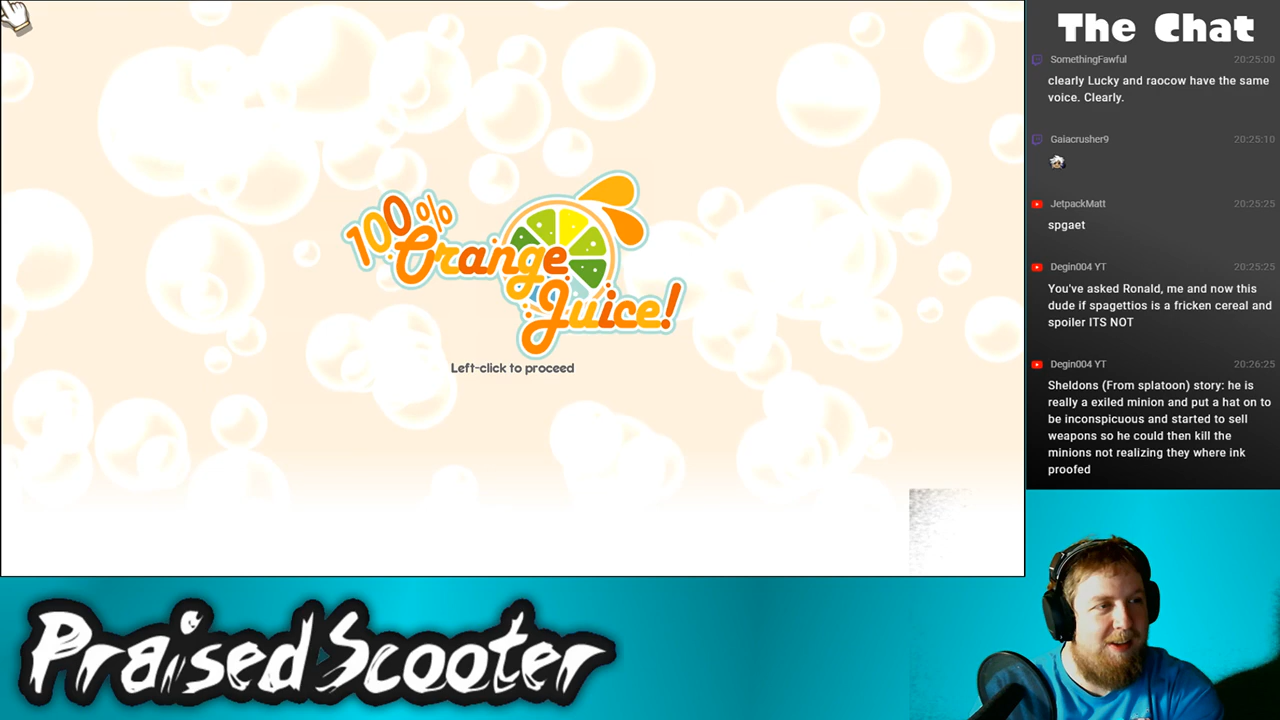 The Chat
SomethingFawful 20:25:00
clearly Lucky and raocow have the same
voice. Clearly.
Gaiacrusher9 20:25:10
JetpackMatt 20:25:25
spgaet
Degin004 YT 20:25:25
You've asked Ronald, me and now this
dude if spagettios is a fricken cereal and
spoiler ITS NOT
Degin004 YT 20:26:25
Sheldons (From splatoon) story: he is
really a exiled minion and put a hat on to
be inconspicuous and started to sell
weapons so he could then kill the
minions not realizing they where ink
proofed
100%
Orange
Juice!
Left-click to proceed
PraisedScooter